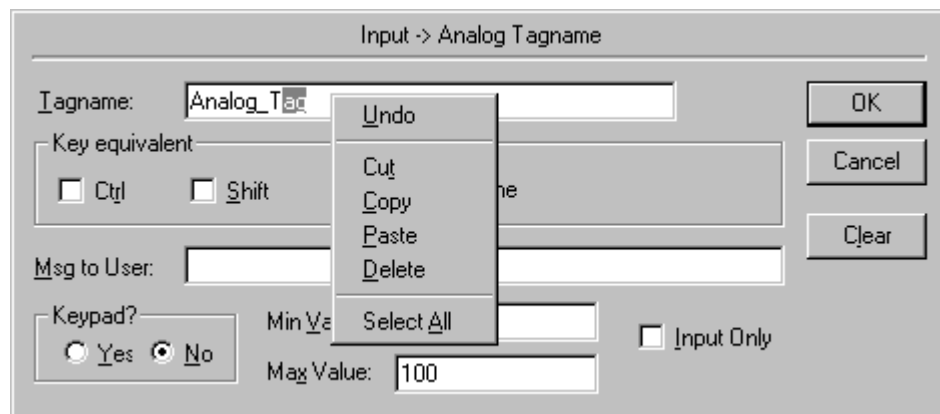 Input -> Analog Tagname
Tagname: Analog_Tag OK
Undo
Key equivalent
Cut Cancel
Ctrl Shift ne
Copy
Paste Clear
Msg to User:
Delete
Keypad? Min Va Select All Input Only
Yes No
Max Value: 100